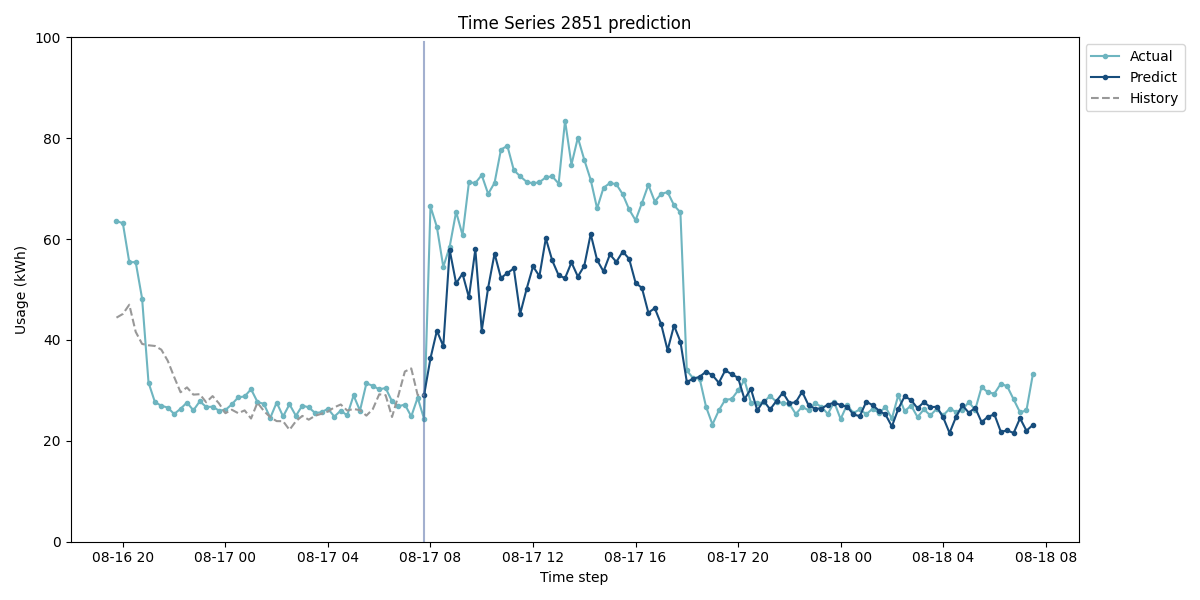 Time Series 2851 prediction
100
80
60
40
20
0
Usage (kWh)
08-16 20
08-17 00
08-17 04
08-17 08
08-17 12
08-17 16
08-17 20
08-18 00
08-18 04
08-18 08
Time step
Actual
Predict
History